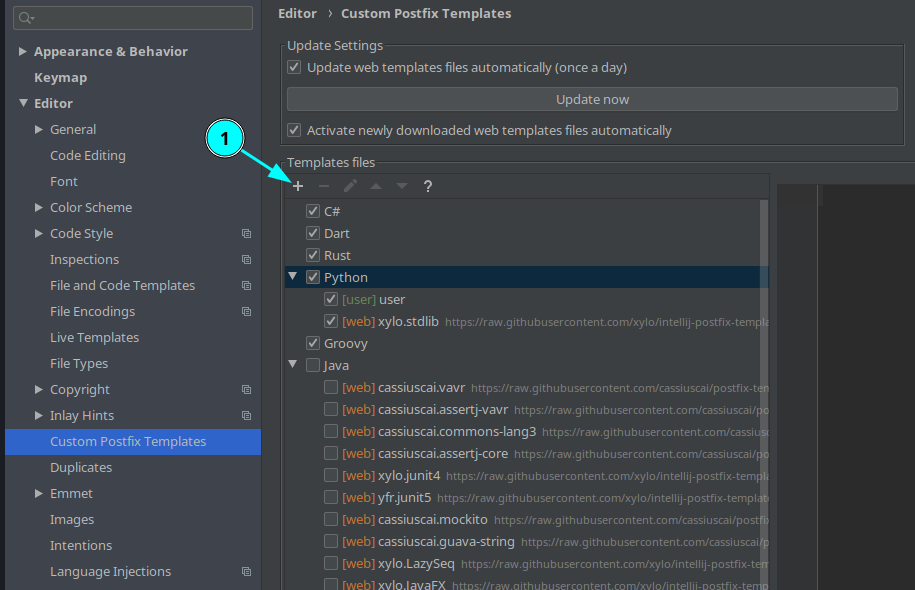 Appearance & Behavior
Keymap
Editor
General
Code Editing
Font
Color Scheme
Code Style
Inspections
File and Code Templates
File Encodings
Live Templates
File Types
Copyright
Inlay Hints
Custom Postfix Templates
Duplicates
Emmet
Images
Intentions
Language Injections
Editor › Custom Postfix Templates
Update Settings
Update web templates files automatically (once a day)
Update now
Activate newly downloaded web templates files automatically
1
Templates files
+ − ?
C#
Dart
Rust
Python
[user] user
[web] xylo.stdlib https://raw.githubusercontent.com/xylo/intellij-postfix-templa
Groovy
Java
[web] cassiuscai.vavr https://raw.githubusercontent.com/cassiuscai/postfix-ten
[web] cassiuscai.assertj-vavr https://raw.githubusercontent.com/cassiuscai/po
[web] cassiuscai.commons-lang3 https://raw.githubusercontent.com/cassiusc
[web] cassiuscai.assertj-core https://raw.githubusercontent.com/cassiuscai/po
[web] xylo.junit4 https://raw.githubusercontent.com/xylo/intellij-postfix-templa
[web] yfr.junit5 https://raw.githubusercontent.com/xylo/intellij-postfix-templat
[web] cassiuscai.mockito https://raw.githubusercontent.com/cassiuscai/postfi
[web] cassiuscai.guava-string https://raw.githubusercontent.com/cassiuscai/p
[web] xylo.LazySeq https://raw.githubusercontent.com/xylo/intellij-postfix-tem
[web] xylo.JavaFX https://raw.githubusercontent.com/xylo/intellij-postfix-temp